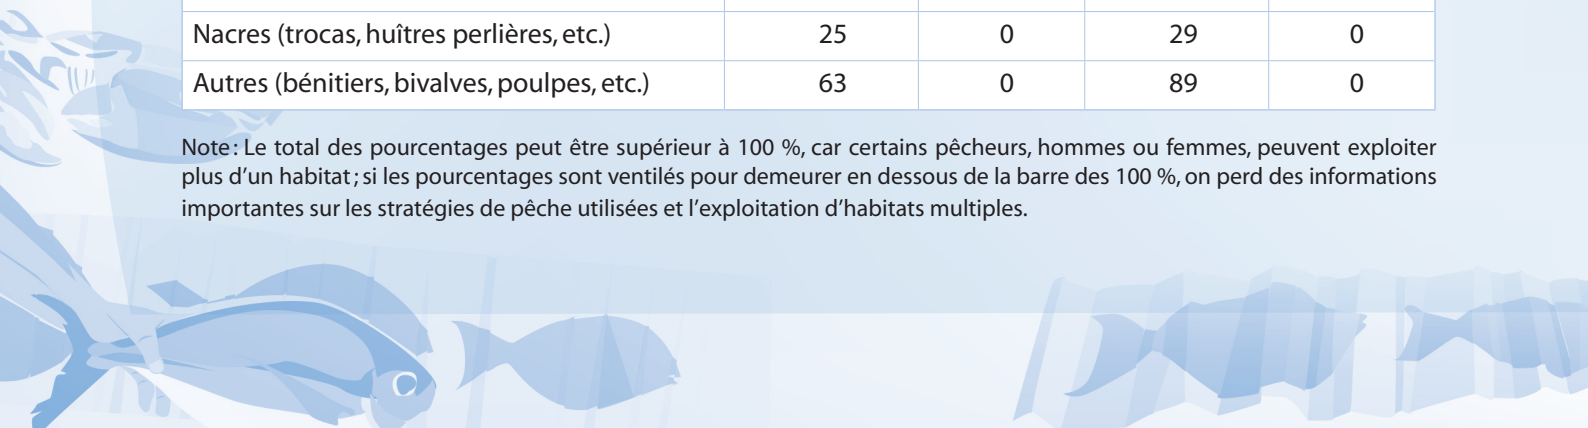 Nacres (trocas, huîtres perlières, etc.) 25 0 29 0
Autres (bénitiers, bivalves, poulpes, etc.) 63 0 89 0
Note : Le total des pourcentages peut être supérieur à 100 %, car certains pêcheurs, hommes ou femmes, peuvent exploiter
plus d’un habitat ; si les pourcentages sont ventilés pour demeurer en dessous de la barre des 100 %, on perd des informations
importantes sur les stratégies de pêche utilisées et l’exploitation d’habitats multiples.